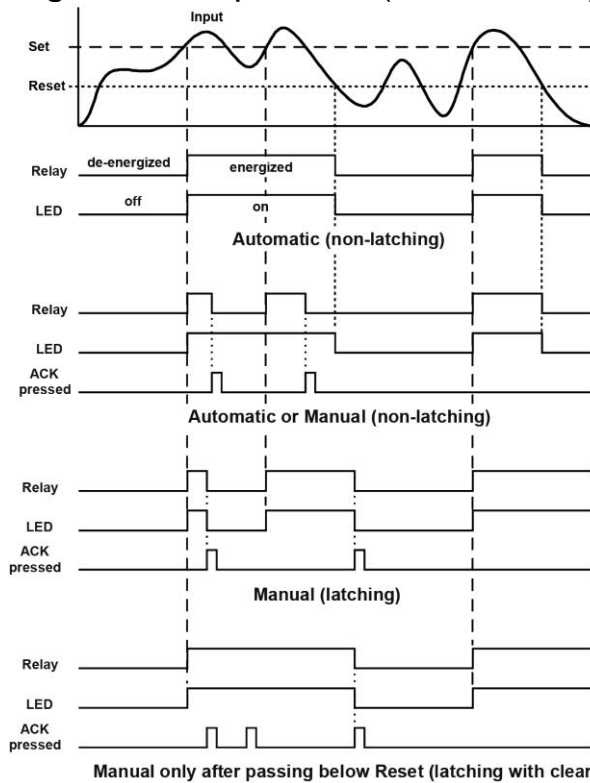 Input
Set
Reset
Relay
de-energized
energized
LED
off
on
Automatic (non-latching)
Relay
LED
ACK
pressed
Automatic or Manual (non-latching)
Relay
LED
ACK
pressed
Manual (latching)
Relay
LED
ACK
pressed
Manual only after passing below Reset (latching with clear